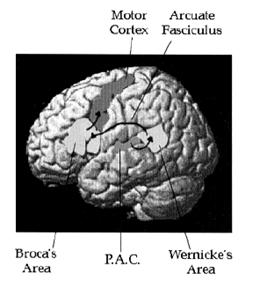 Motor
Cortex
Arcuate
Fasciculus
Broca's
Area
P.A.C.
Wernicke's
Area